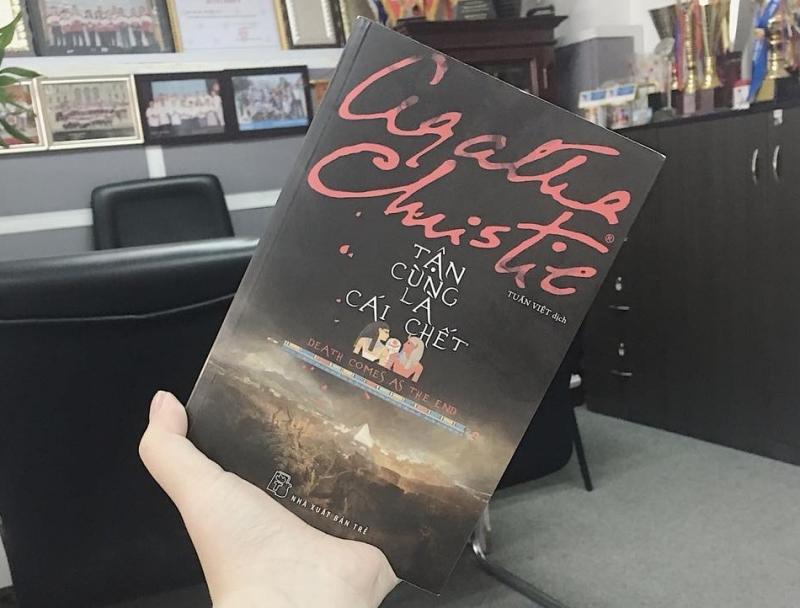 Agatha
Christie®
TẬN
CÙNG
LÀ
CÁI CHẾT
TUẤN VIỆT dịch
DEATH COMES AS THE END
NHÀ XUẤT BẢN TRẺ